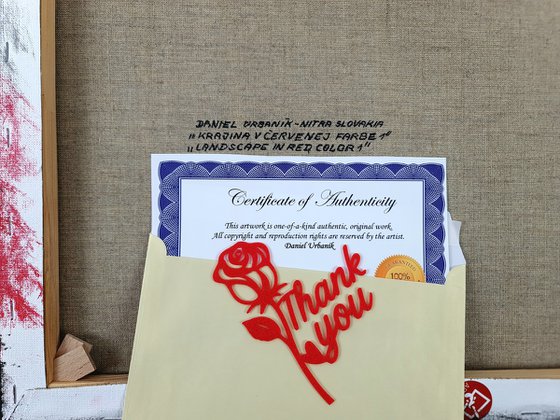 DANIEL URBANIK - NITRA SLOVAKIA
„KRAJINA V ČERVENEJ FARBE 1"
„LANDSCAPE IN RED COLOR 1"
Certificate of Authenticity
This artwork is one-of-a-kind authentic, original work.
All copyright and reproduction rights are reserved by the artist.
Daniel Urbanik
100%
Thank
you